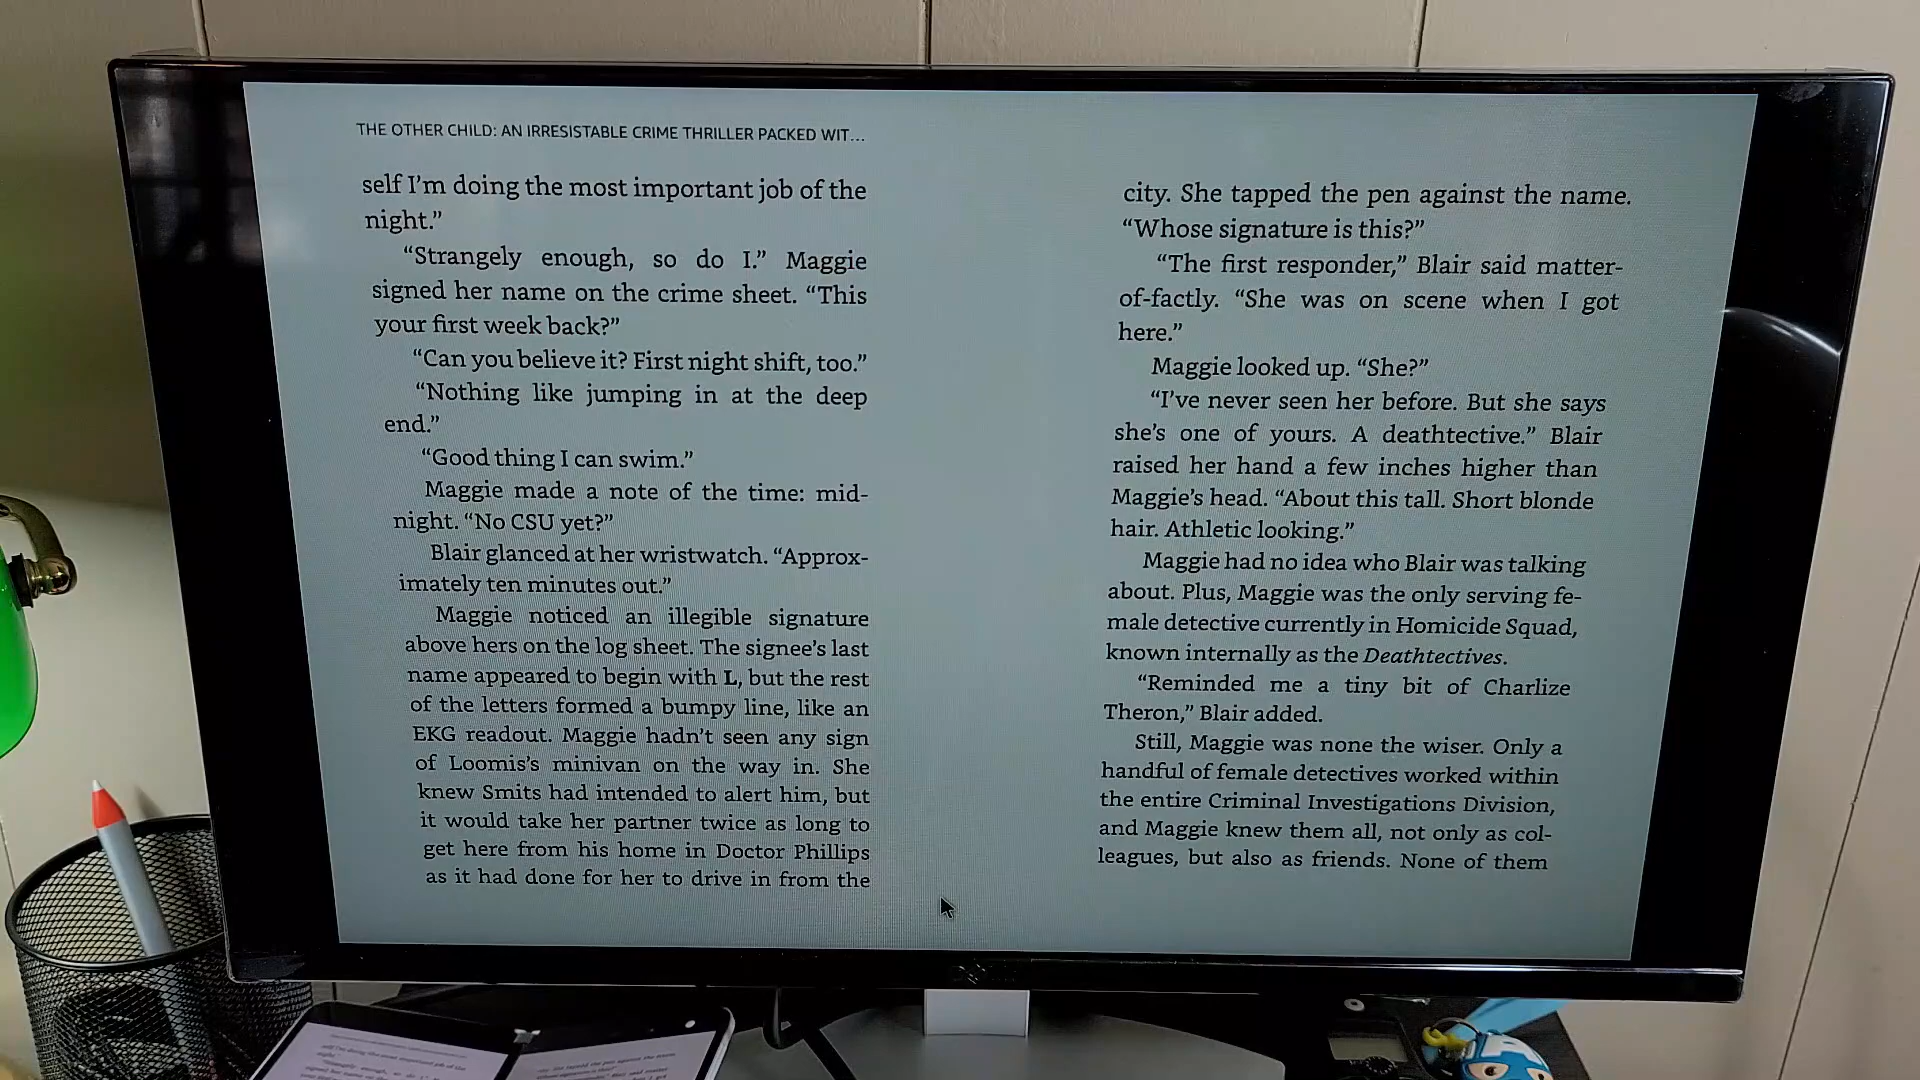 THE OTHER CHILD: AN IRRESISTABLE CRIME THRILLER PACKED WIT...
self I'm doing the most important job of the
night.”
“Strangely enough, so do I.” Maggie
signed her name on the crime sheet. “This
your first week back?”
“Can you believe it? First night shift, too.”
“Nothing like jumping in at the deep
end.”
“Good thing I can swim.”
Maggie made a note of the time: mid-
night. “No CSU yet?”
Blair glanced at her wristwatch. “Approx-
imately ten minutes out.”
Maggie noticed an illegible signature
above hers on the log sheet. The signee's last
name appeared to begin with L, but the rest
of the letters formed a bumpy line, like an
EKG readout. Maggie hadn't seen any sign
of Loomis's minivan on the way in. She
knew Smits had intended to alert him, but
it would take her partner twice as long to
get here from his home in Doctor Phillips
as it had done for her to drive in from the
city. She tapped the pen against the name.
“Whose signature is this?”
“The first responder,” Blair said matter-
of-factly. “She was on scene when I got
here.”
Maggie looked up. “She?”
“I've never seen her before. But she says
she's one of yours. A deathtective.” Blair
raised her hand a few inches higher than
Maggie's head. “About this tall. Short blonde
hair. Athletic looking.”
Maggie had no idea who Blair was talking
about. Plus, Maggie was the only serving fe-
male detective currently in Homicide Squad,
known internally as the Deathtectives.
“Reminded me a tiny bit of Charlize
Theron,” Blair added.
Still, Maggie was none the wiser. Only a
handful of female detectives worked within
the entire Criminal Investigations Division,
and Maggie knew them all, not only as col-
leagues, but also as friends. None of them